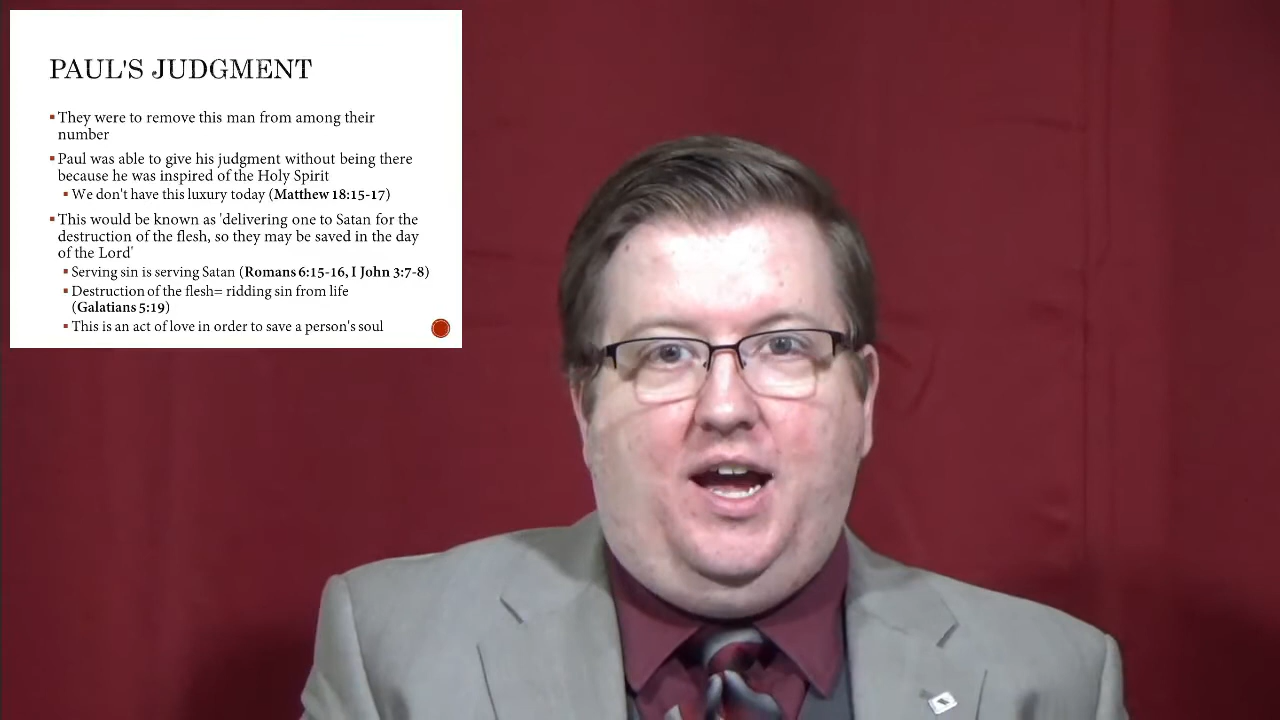 PAUL'S JUDGMENT
▪They were to remove this man from among their
number
▪Paul was able to give his judgment without being there
because he was inspired of the Holy Spirit
▪We don't have this luxury today (Matthew 18:15-17)
▪This would be known as 'delivering one to Satan for the
destruction of the flesh, so they may be saved in the day
of the Lord'
▪Serving sin is serving Satan (Romans 6:15-16, I John 3:7-8)
▪Destruction of the flesh= ridding sin from life
(Galatians 5:19)
▪This is an act of love in order to save a person's soul